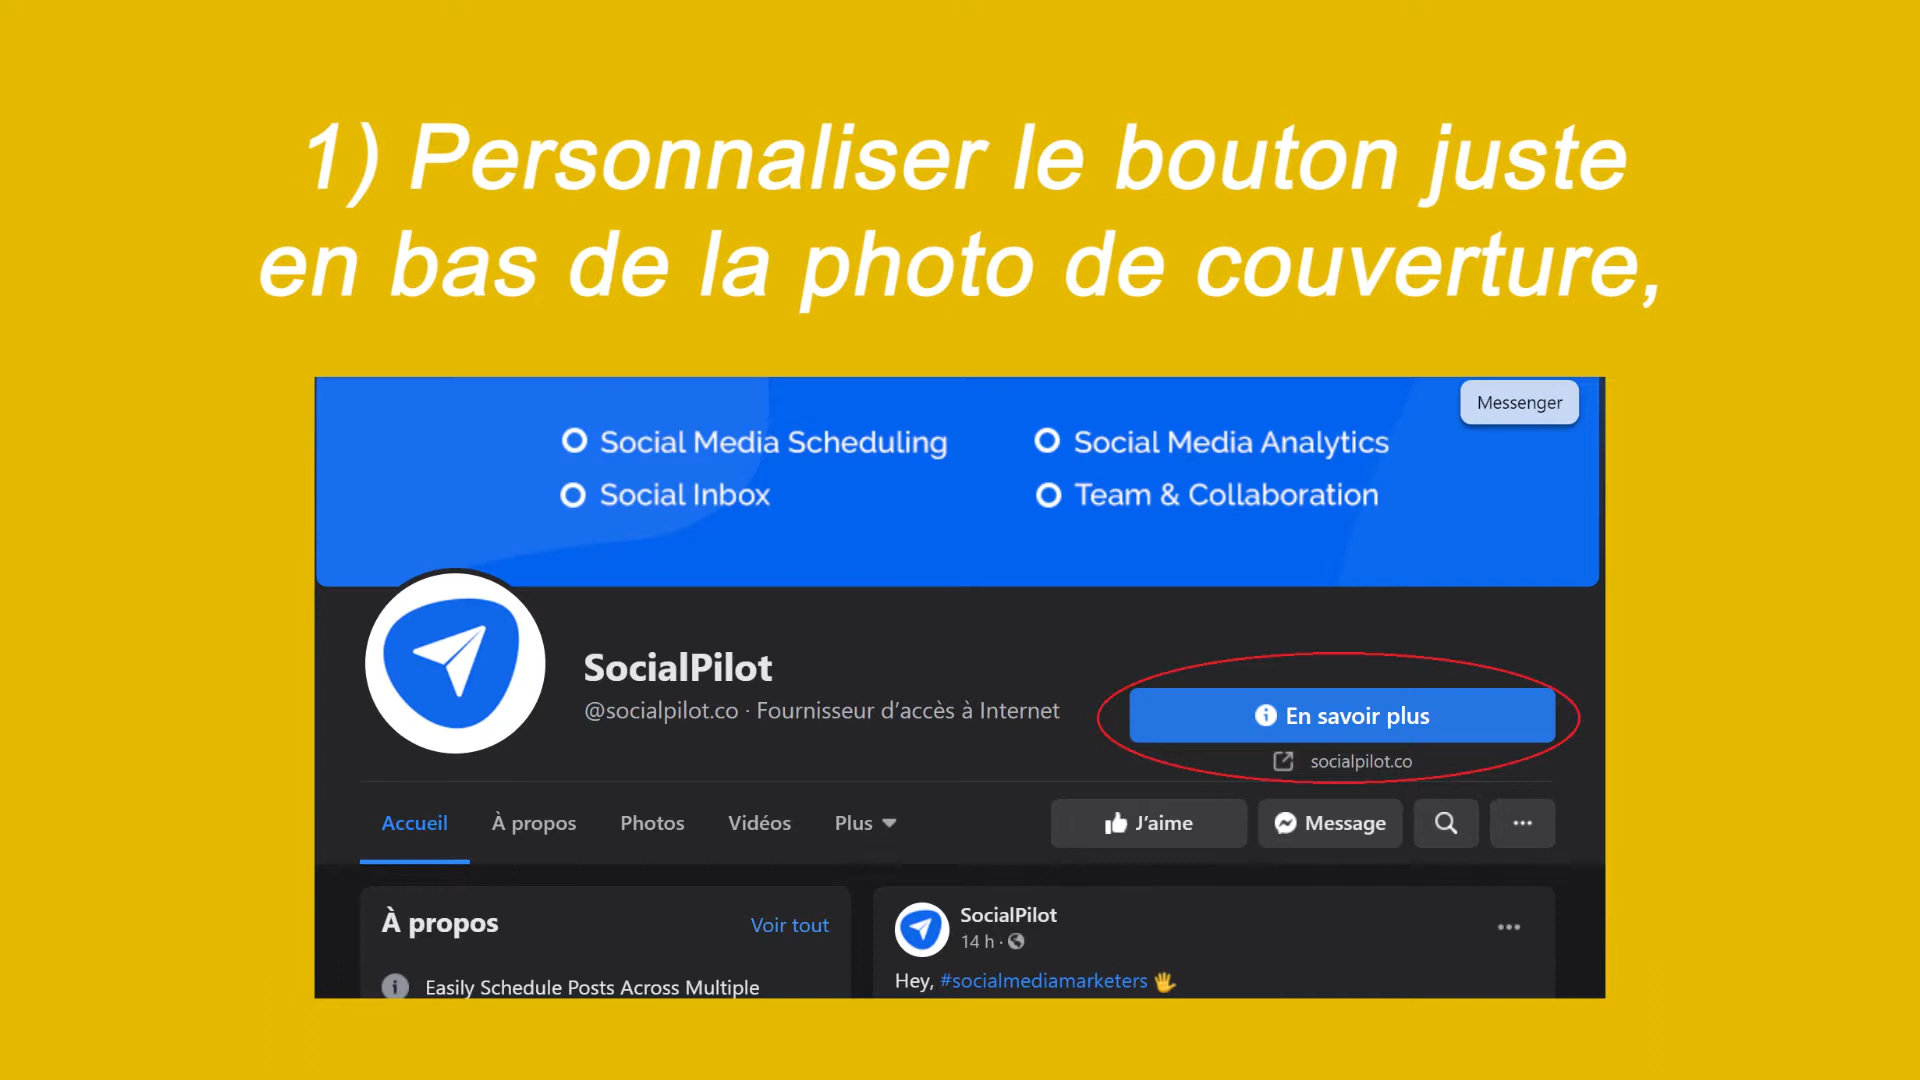 1) Personnaliser le bouton juste
en bas de la photo de couverture,
Messenger
Social Media Scheduling
Social Media Analytics
Social Inbox
Team & Collaboration
SocialPilot
@socialpilot.co · Fournisseur d’accès à Internet
En savoir plus
socialpilot.co
Accueil
À propos
Photos
Vidéos
Plus
J’aime
Message
À propos
Voir tout
Easily Schedule Posts Across Multiple
SocialPilot
14 h ·
Hey, #socialmediamarketers 🖐